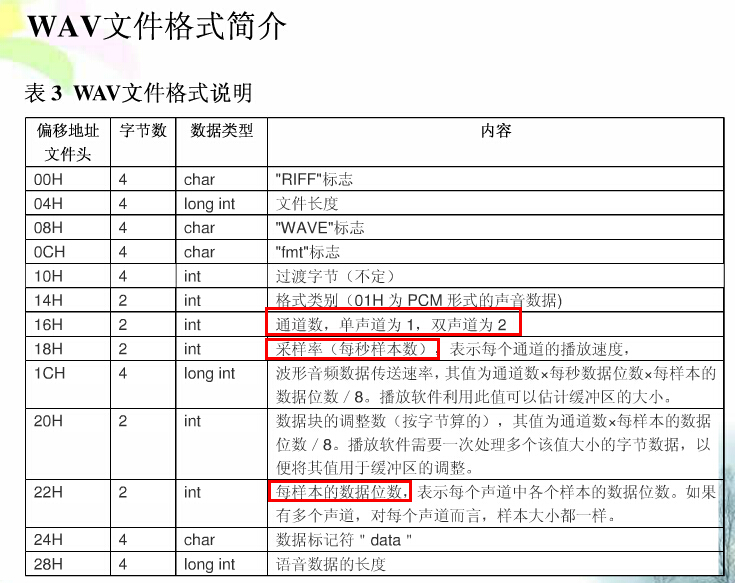 WAV文件格式简介
表 3 WAV文件格式说明
偏移地址 字节数 数据类型 内容
文件头
00H 4 char "RIFF"标志
04H 4 long int 文件长度
08H 4 char "WAVE"标志
0CH 4 char "fmt"标志
10H 4 int 过渡字节（不定）
14H 2 int 格式类别（01H 为 PCM 形式的声音数据)
16H 2 int 通道数，单声道为 1，双声道为 2
18H 2 int 采样率（每秒样本数），表示每个通道的播放速度，
1CH 4 long int 波形音频数据传送速率，其值为通道数×每秒数据位数×每样本的
数据位数／8。播放软件利用此值可以估计缓冲区的大小。
20H 2 int 数据块的调整数（按字节算的），其值为通道数×每样本的数据
位数／8。播放软件需要一次处理多个该值大小的字节数据，以
便将其值用于缓冲区的调整。
22H 2 int 每样本的数据位数，表示每个声道中各个样本的数据位数。如果
有多个声道，对每个声道而言，样本大小都一样。
24H 4 char 数据标记符＂data＂
28H 4 long int 语音数据的长度